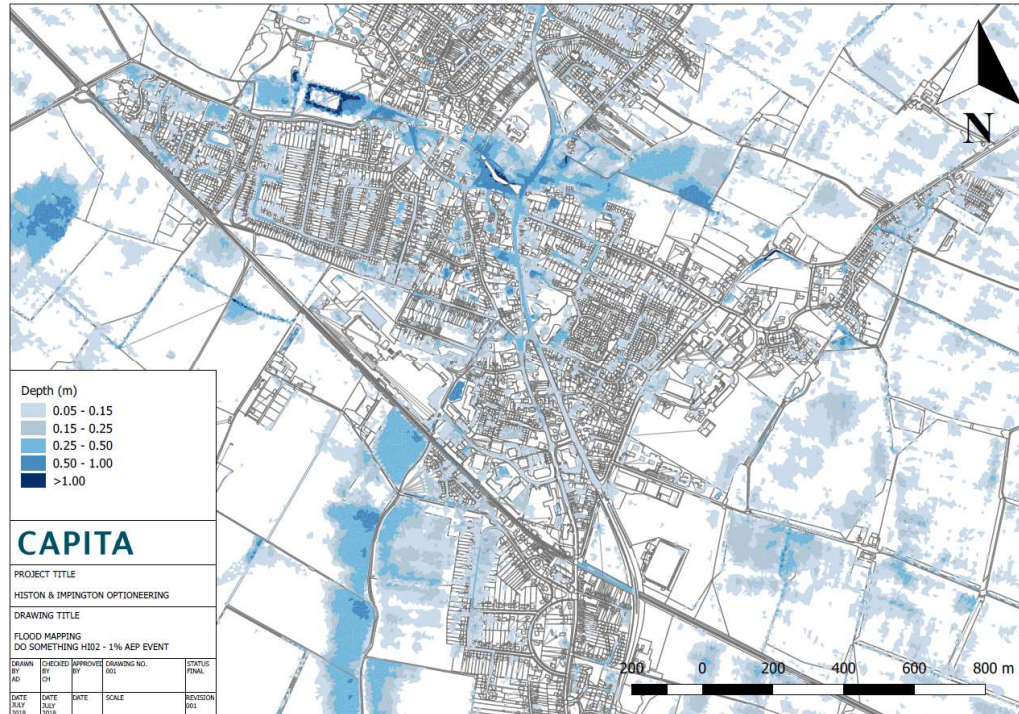 N
Depth (m)
0.05 - 0.15
0.15 - 0.25
0.25 - 0.50
0.50 - 1.00
>1.00
CAPITA
PROJECT TITLE
HISTON & IMPINGTON OPTIONEERING
DRAWING TITLE
FLOOD MAPPING
DO SOMETHING HI02 - 1% AEP EVENT
DRAWN BY AD
CHECKED BY CH
APPROVED BY
DRAWING NO. 001
STATUS FINAL
DATE JULY 2018
DATE JULY 2018
DATE
SCALE
REVISION 001
200 0 200 400 600 800 m